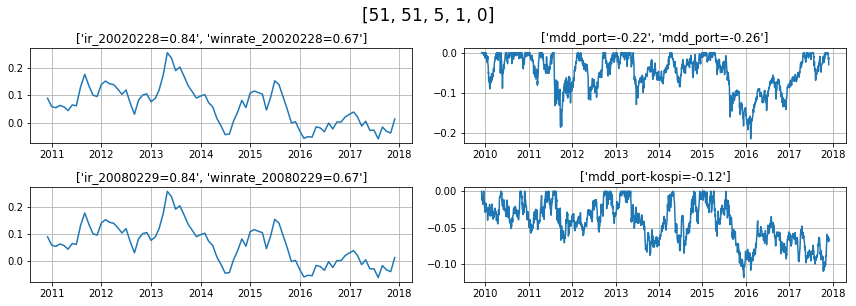 [51, 51, 5, 1, 0]
['ir_20020228=0.84', 'winrate_20020228=0.67']
0.2
0.1
0.0
2011 2012 2013 2014 2015 2016 2017 2018
['mdd_port=-0.22', 'mdd_port=-0.26']
0.0
−0.1
−0.2
2010 2011 2012 2013 2014 2015 2016 2017 2018
['ir_20080229=0.84', 'winrate_20080229=0.67']
0.2
0.1
0.0
2011 2012 2013 2014 2015 2016 2017 2018
['mdd_port-kospi=-0.12']
0.00
−0.05
−0.10
2010 2011 2012 2013 2014 2015 2016 2017 2018